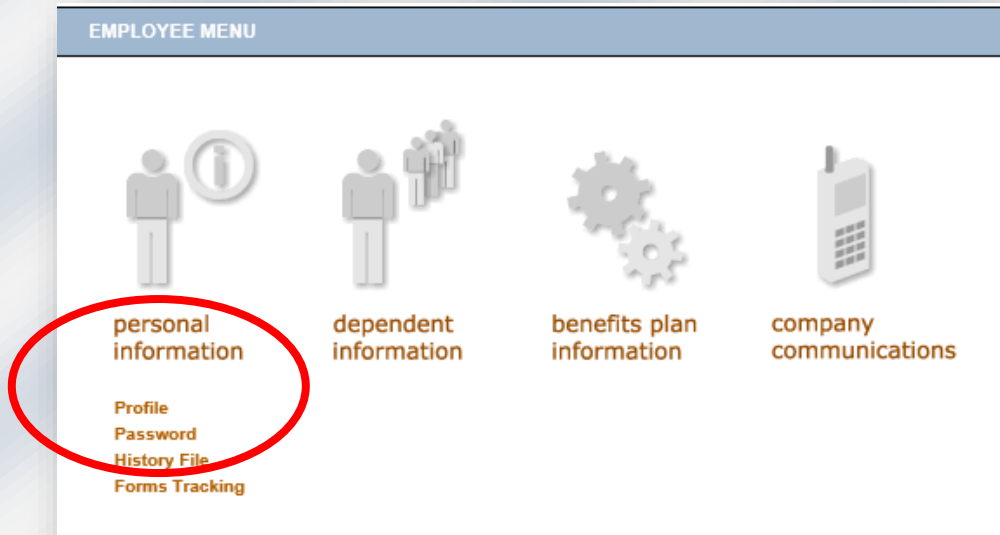 EMPLOYEE MENU
personal
information
dependent
information
benefits plan
information
company
communications
Profile
Password
History File
Forms Tracking